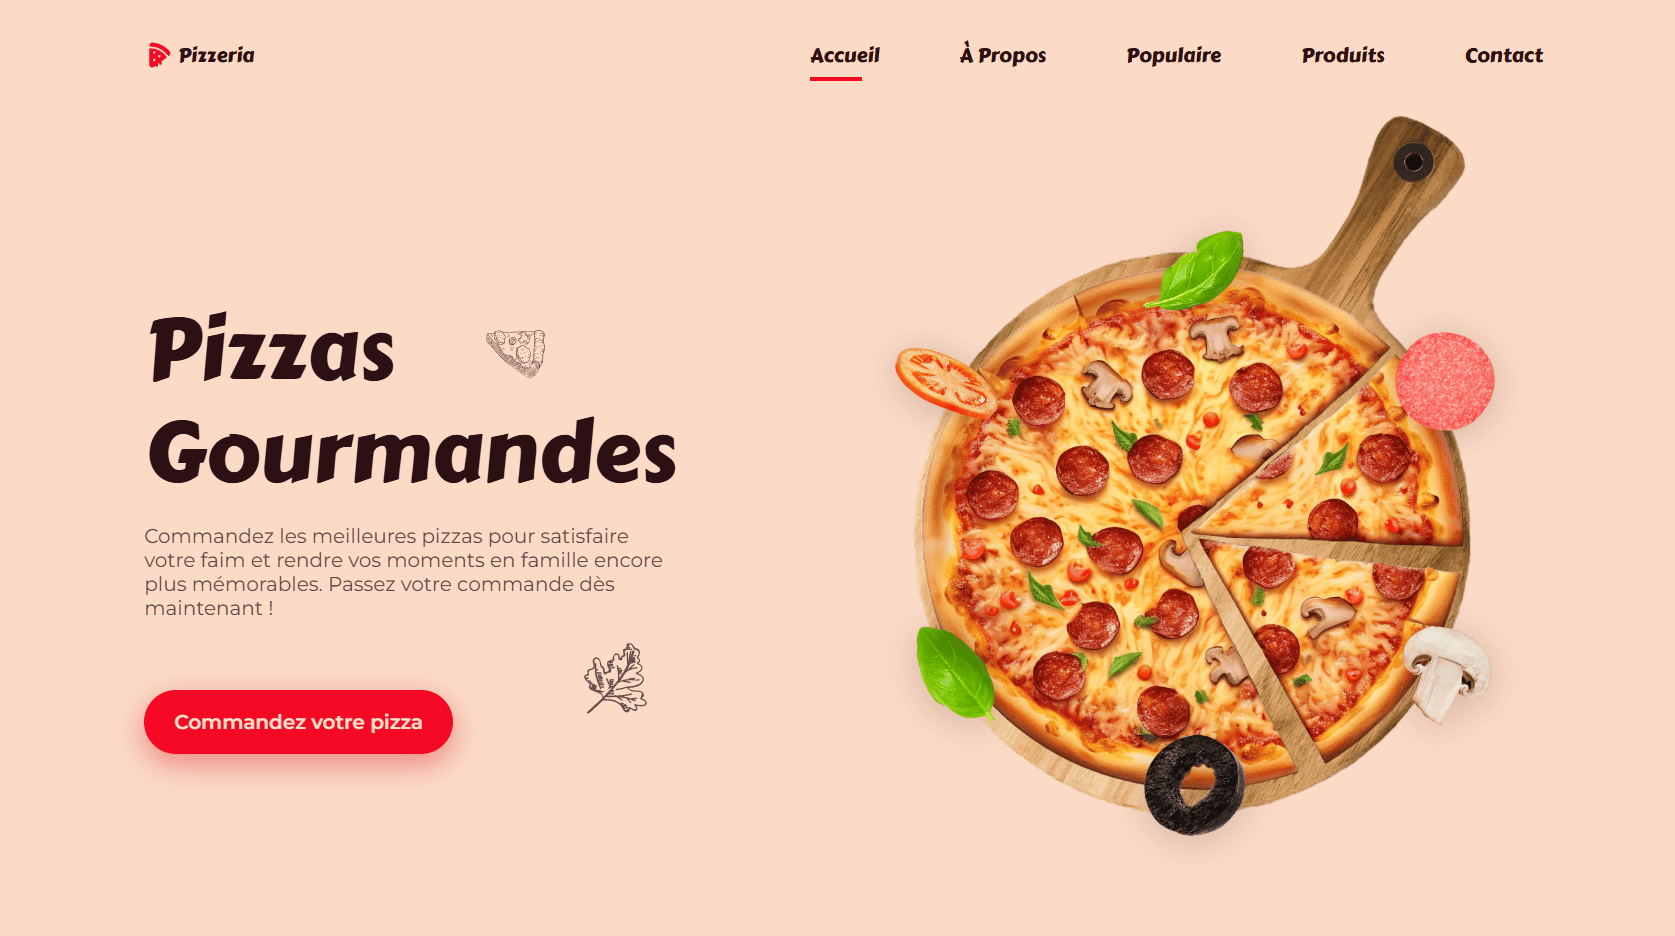 Pizzeria
Accueil
À Propos
Populaire
Produits
Contact
Pizzas
Gourmandes
Commandez les meilleures pizzas pour satisfaire
votre faim et rendre vos moments en famille encore
plus mémorables. Passez votre commande dès
maintenant !
Commandez votre pizza